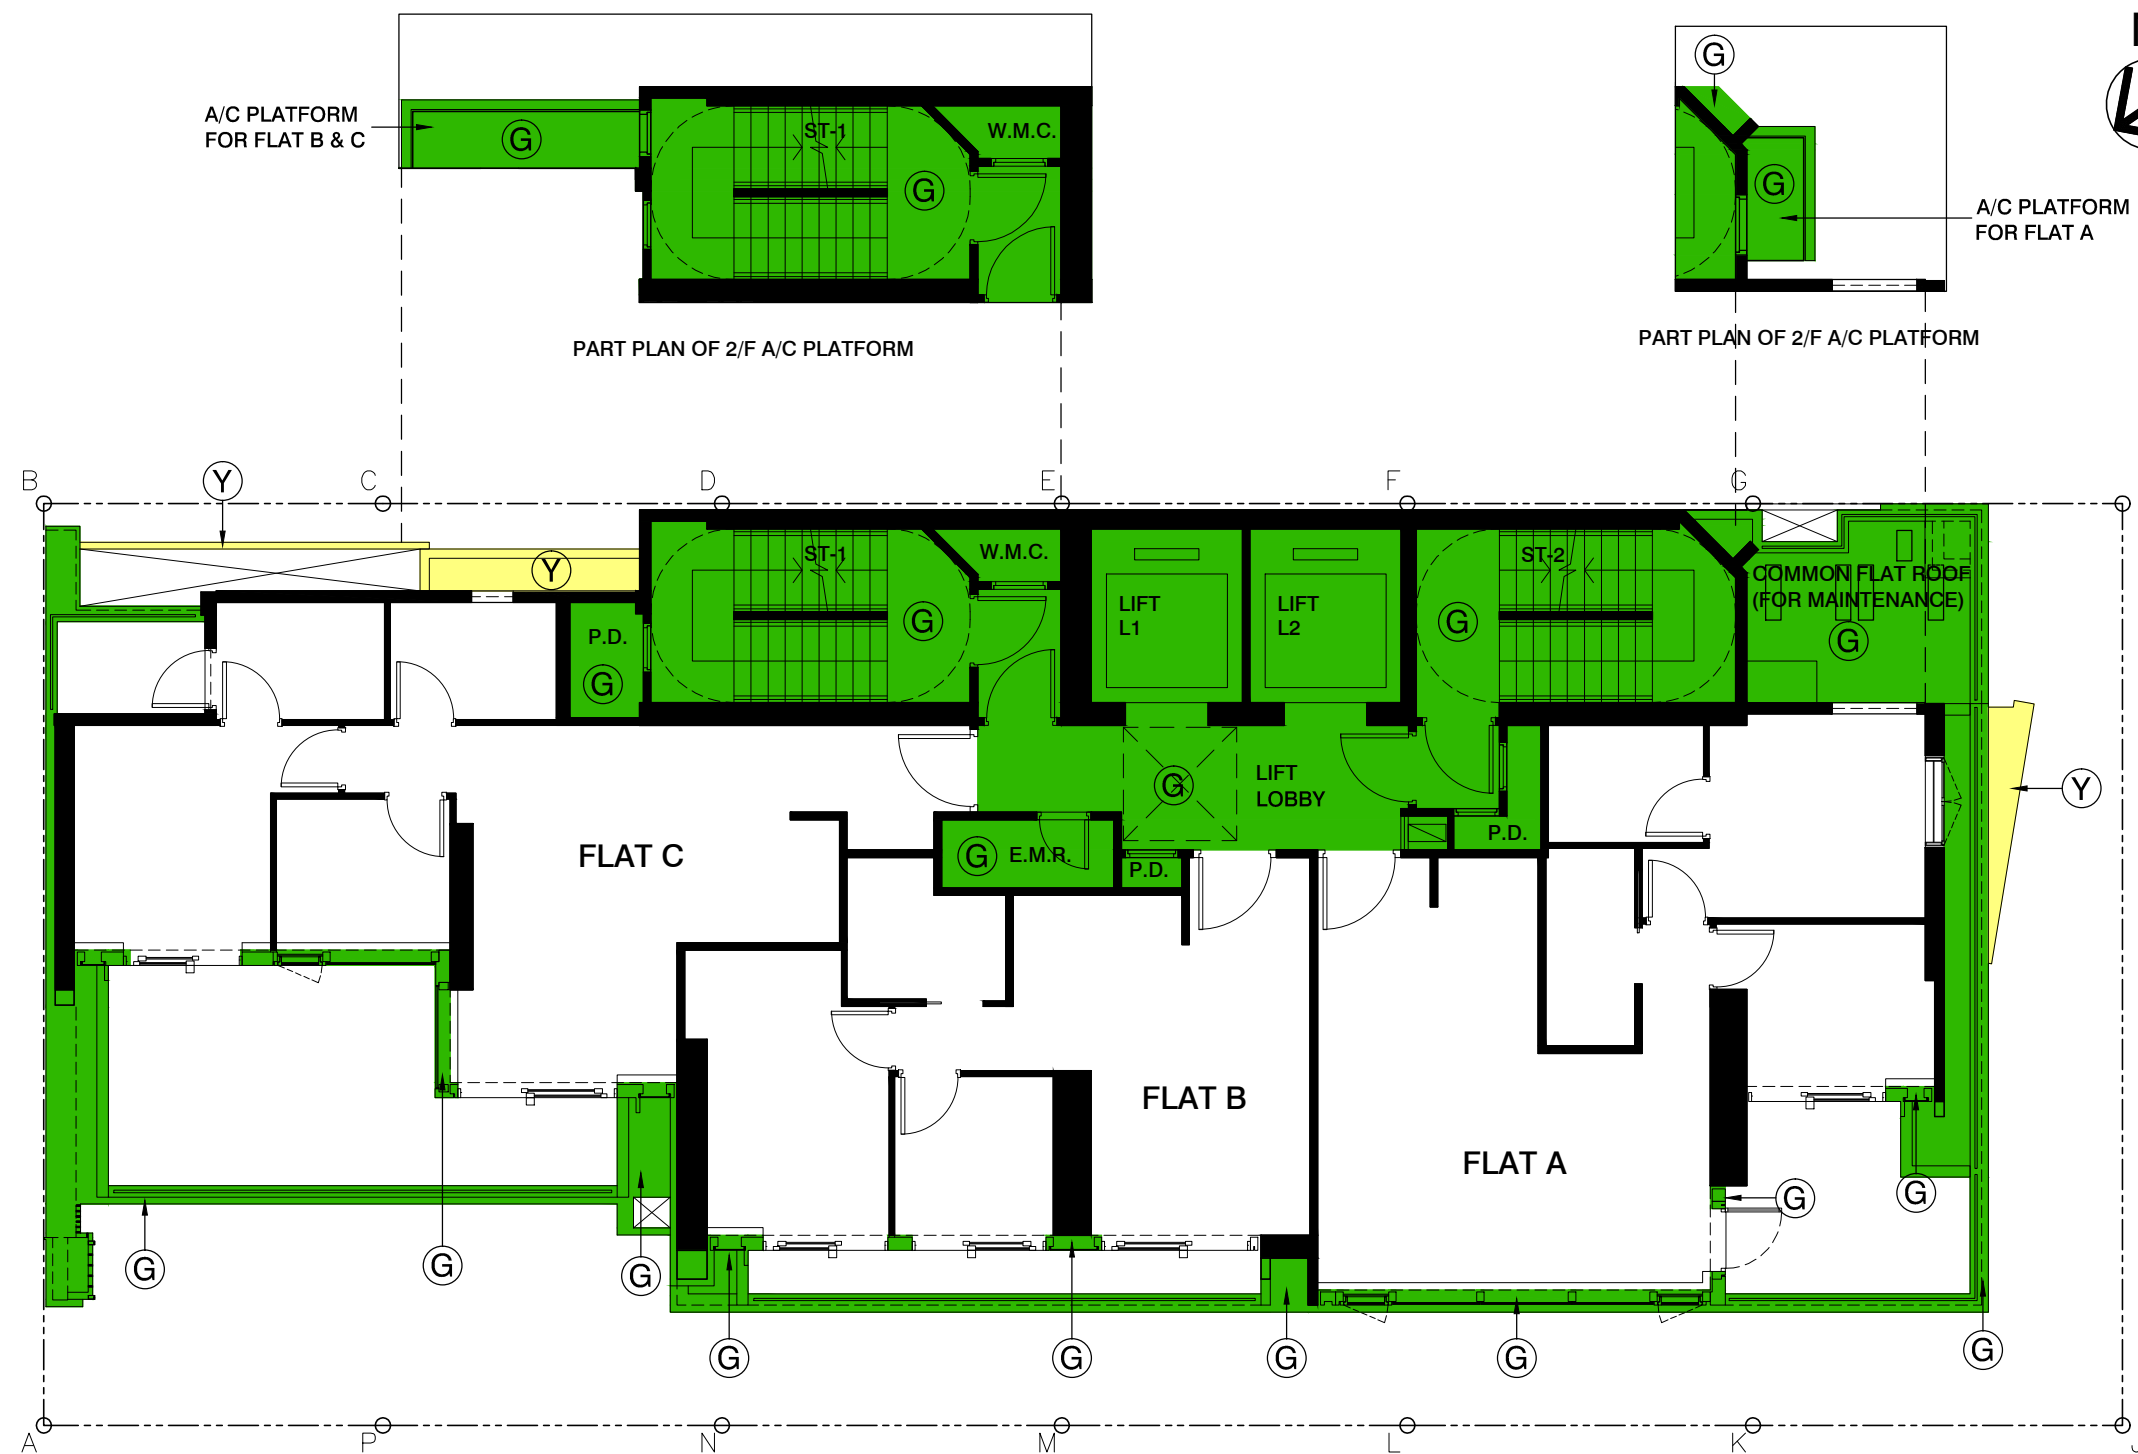 G
A/C PLATFORM
FOR FLAT B & C
G
ST-1
W.M.C.
G
G
A/C PLATFORM
FOR FLAT A
PART PLAN OF 2/F A/C PLATFORM
PART PLAN OF 2/F A/C PLATFORM
B
Y
C
D
E
F
G
Y
ST-1
W.M.C.
ST-2
COMMON FLAT ROOF
(FOR MAINTENANCE)
LIFT
L1
LIFT
L2
P.D.
G
G
G
G
LIFT
LOBBY
G
Y
P.D.
FLAT C
G
E.M.R.
P.D.
FLAT B
FLAT A
G
G
G
G
G
G
G
G
G
G
A
P
N
M
L
K